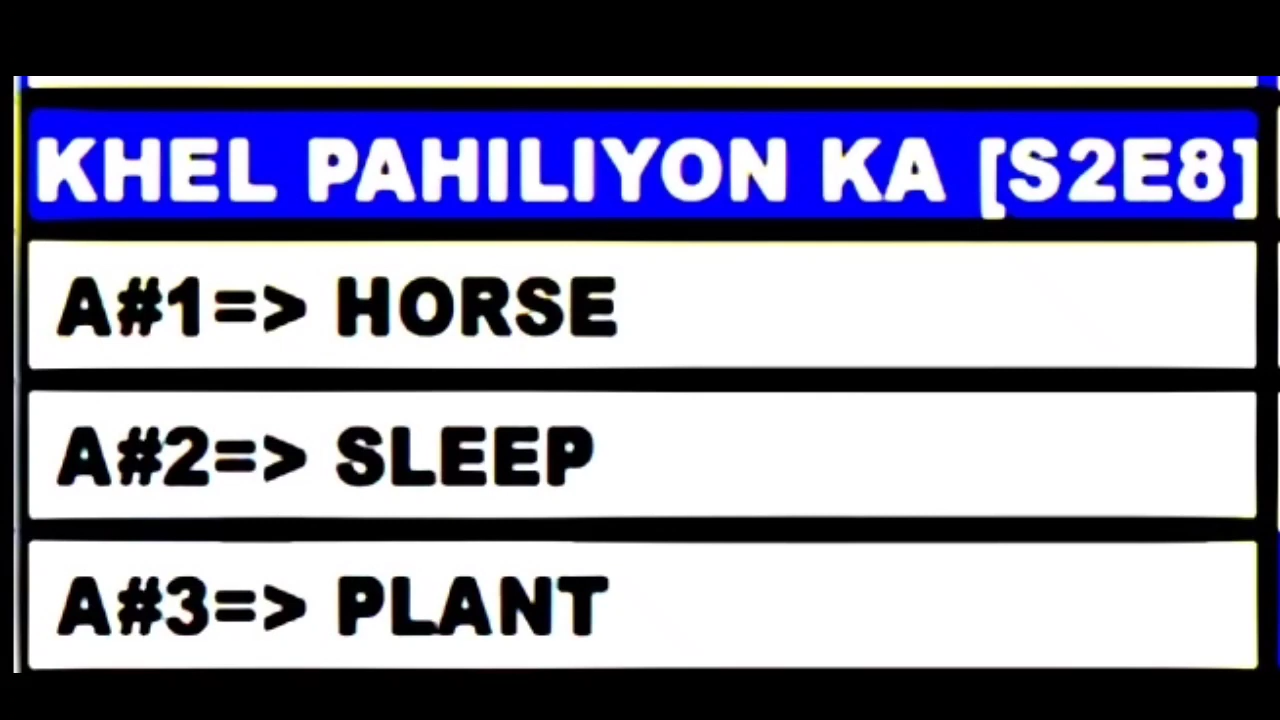 KHEL PAHILIYON KA [S2E8]
A#1=> HORSE
A#2=> SLEEP
A#3=> PLANT